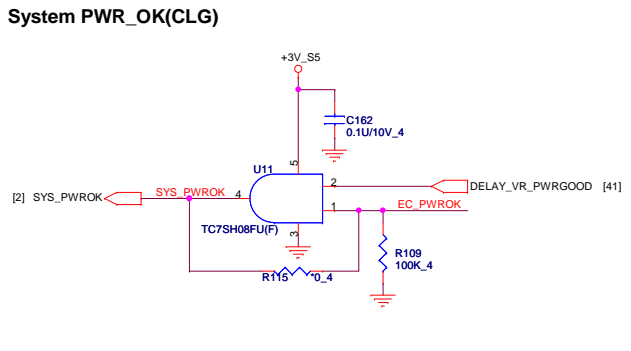 System PWR_OK(CLG)
+3V_S5
C162
0.1U/10V_4
U11
5
2
DELAY_VR_PWRGOOD [41]
[2] SYS_PWROK
SYS_PWROK
4
1
EC_PWROK
TC7SH08FU(F)
3
R109
100K_4
R115
*0_4